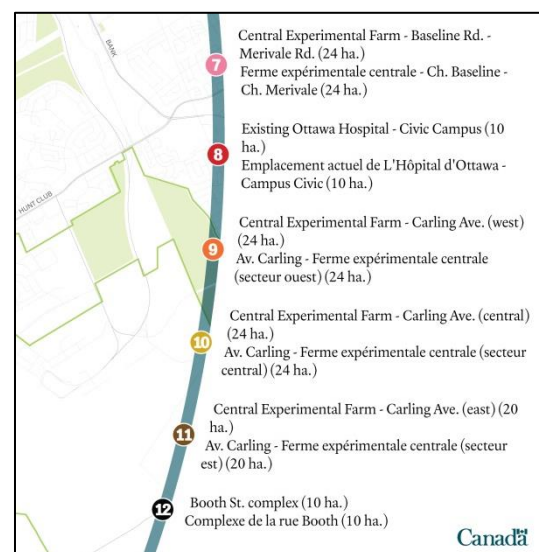 BANK
HUNT CLUB
7
Central Experimental Farm - Baseline Rd. -
Merivale Rd. (24 ha.)
Ferme expérimentale centrale - Ch. Baseline -
Ch. Merivale (24 ha.)
8
Existing Ottawa Hospital - Civic Campus (10
ha.)
Emplacement actuel de L'Hôpital d'Ottawa -
Campus Civic (10 ha.)
9
Central Experimental Farm - Carling Ave. (west)
(24 ha.)
Av. Carling - Ferme expérimentale centrale
(secteur ouest) (24 ha.)
10
Central Experimental Farm - Carling Ave. (central)
(24 ha.)
Av. Carling - Ferme expérimentale centrale (secteur
central) (24 ha.)
11
Central Experimental Farm - Carling Ave. (east) (20
ha.)
Av. Carling - Ferme expérimentale centrale (secteur
est) (20 ha.)
12
Booth St. complex (10 ha.)
Complexe de la rue Booth (10 ha.)
Canada